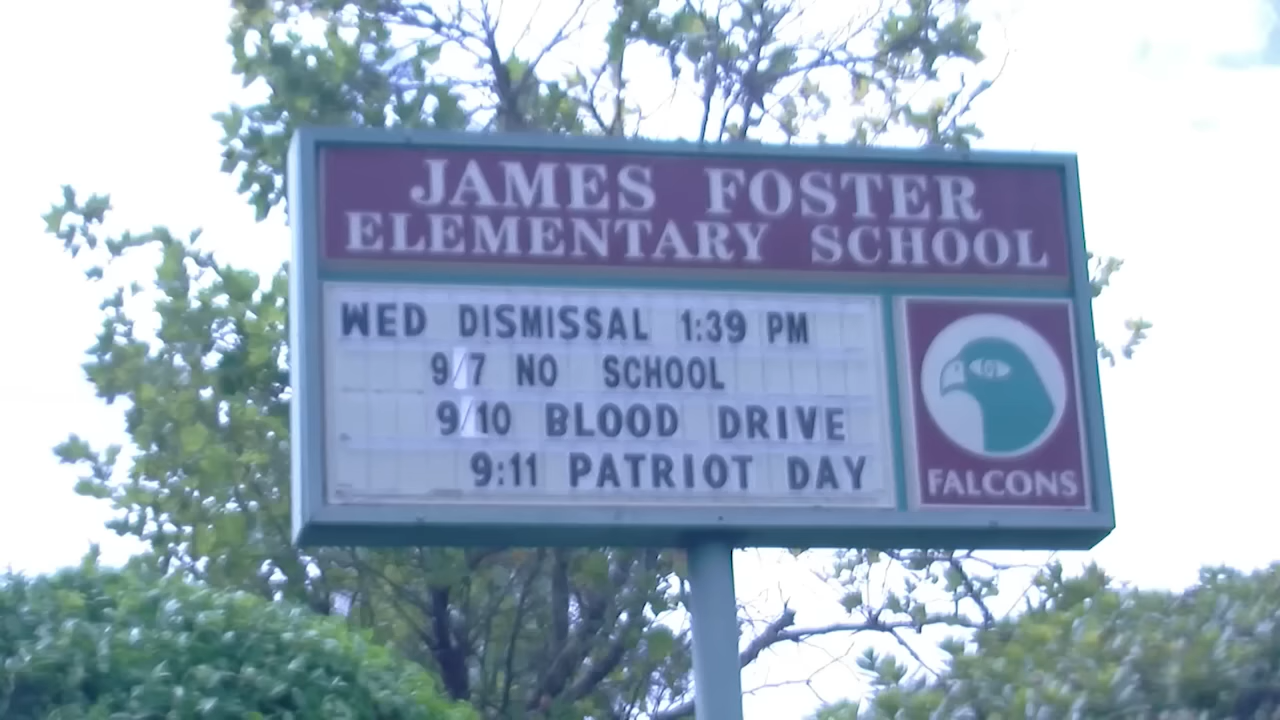 JAMES FOSTER
ELEMENTARY SCHOOL
WED DISMISSAL 1:39 PM
9/7 NO SCHOOL
9/10 BLOOD DRIVE
9:11 PATRIOT DAY
FALCONS